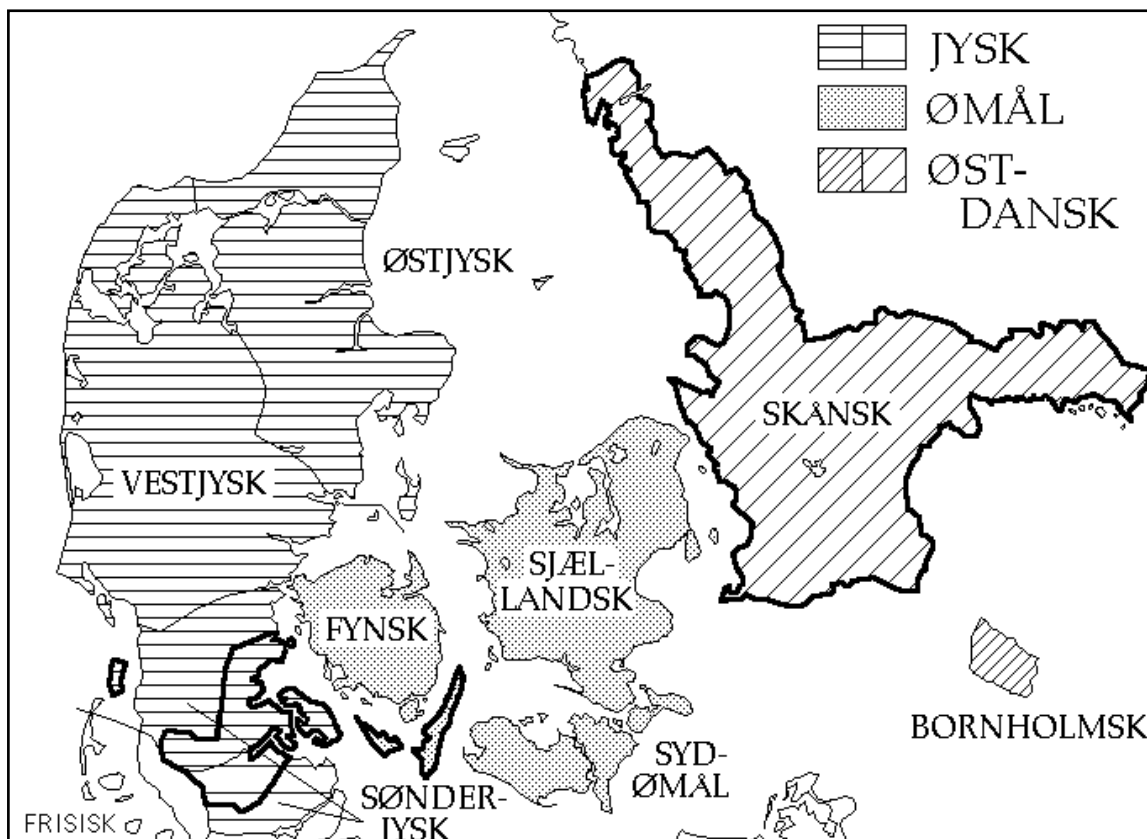 JYSK
ØMÅL
ØST-
DANSK
ØSTJYSK
SKÅNSK
VESTJYSK
SJÆL-
LANDSK
FYNSK
BORNHOLMSK
SYD-
ØMÅL
SØNDER-
JYSK
FRISISK